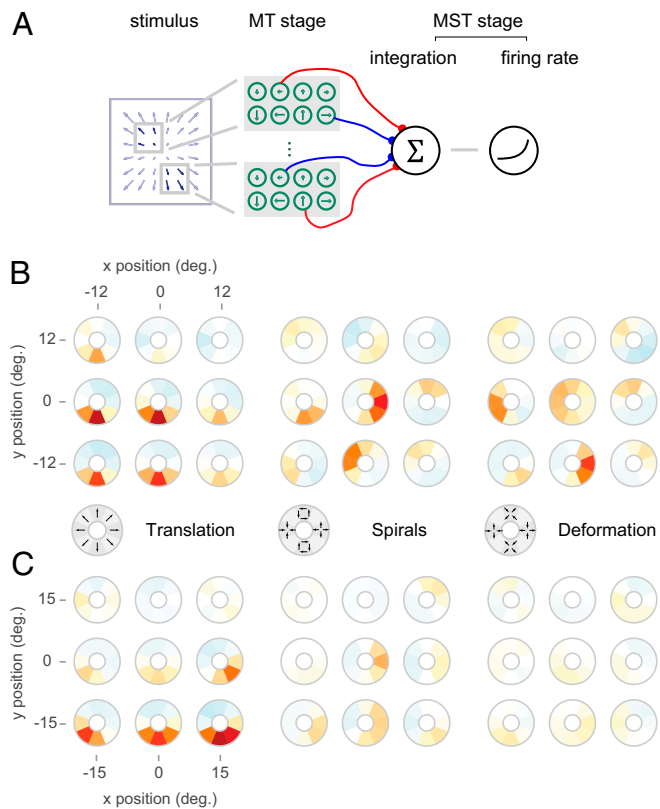 A
stimulus MT stage MST stage
integration firing rate
Σ
B
x position (deg.)
-12 0 12
y position (deg.)
12
0
-12
Translation Spirals Deformation
C
y position (deg.)
15
0
-15
-15 0 15
x position (deg.)